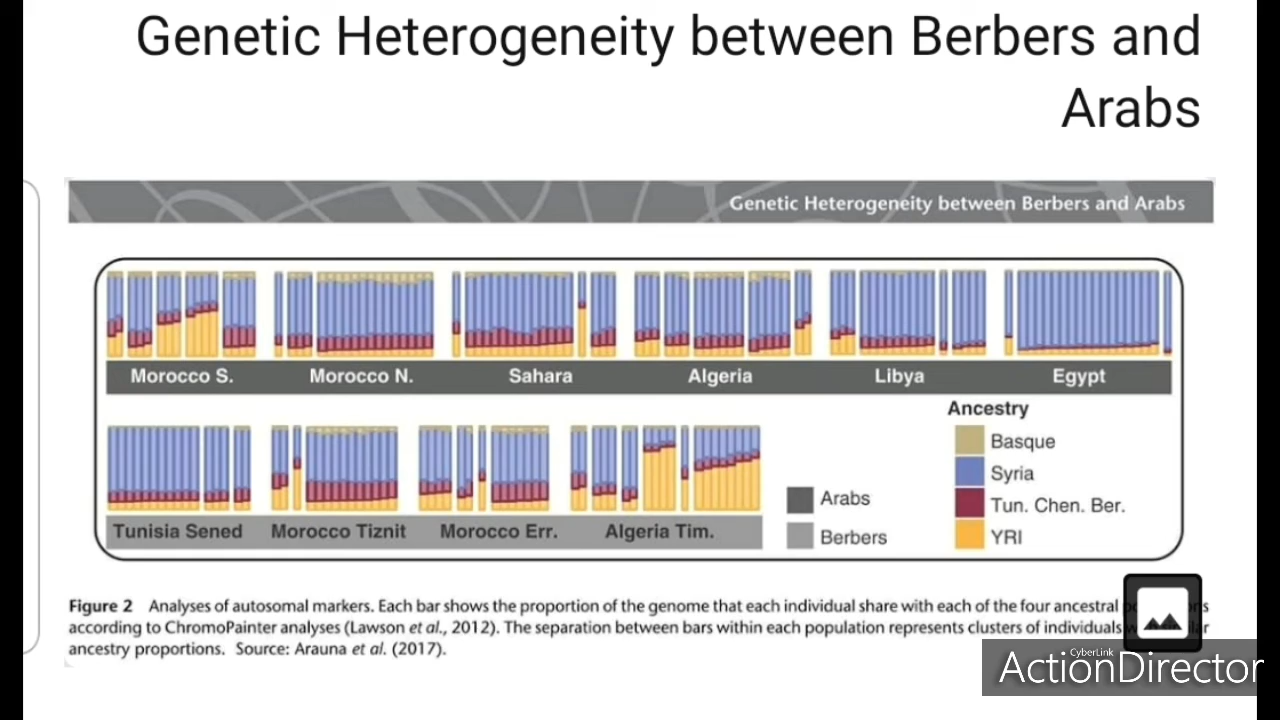 Genetic Heterogeneity between Berbers and
Arabs
Genetic Heterogeneity between Berbers and Arabs
Morocco S. Morocco N. Sahara Algeria Libya Egypt
Ancestry
Basque
Syria
Tun. Chen. Ber.
YRI
Arabs
Berbers
Tunisia Sened Morocco Tiznit Morocco Err. Algeria Tim.
Figure 2 Analyses of autosomal markers. Each bar shows the proportion of the genome that each individual share with each of the four ancestral
according to ChromoPainter analyses (Lawson et al., 2012). The separation between bars within each population represents clusters of individuals
ancestry proportions. Source: Arauna et al. (2017).
CyberLink
ActionDirector